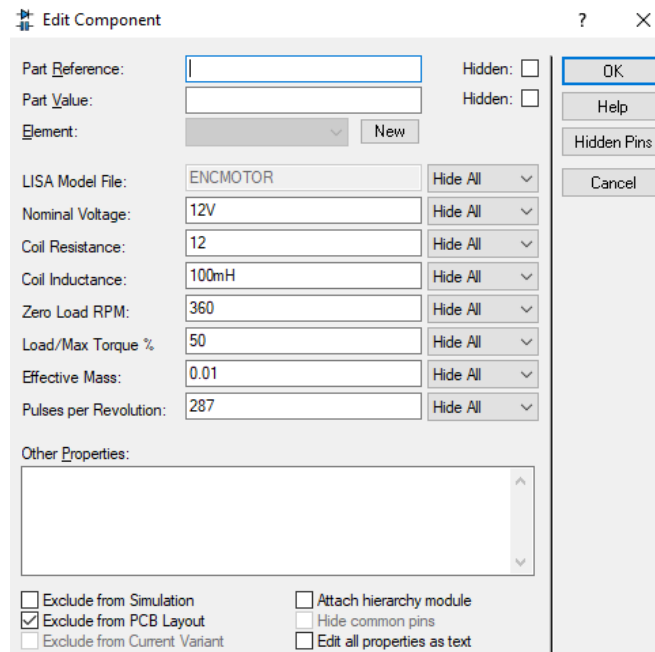 Edit Component ? X
Part Reference: Hidden: OK
Part Value: Hidden: Help
Element: New Hidden Pins
LISA Model File: ENCMOTOR Hide All Cancel
Nominal Voltage: 12V Hide All
Coil Resistance: 12 Hide All
Coil Inductance: 100mH Hide All
Zero Load RPM: 360 Hide All
Load/Max Torque % 50 Hide All
Effective Mass: 0.01 Hide All
Pulses per Revolution: 287 Hide All
Other Properties:
Exclude from Simulation Attach hierarchy module
Exclude from PCB Layout Hide common pins
Exclude from Current Variant Edit all properties as text